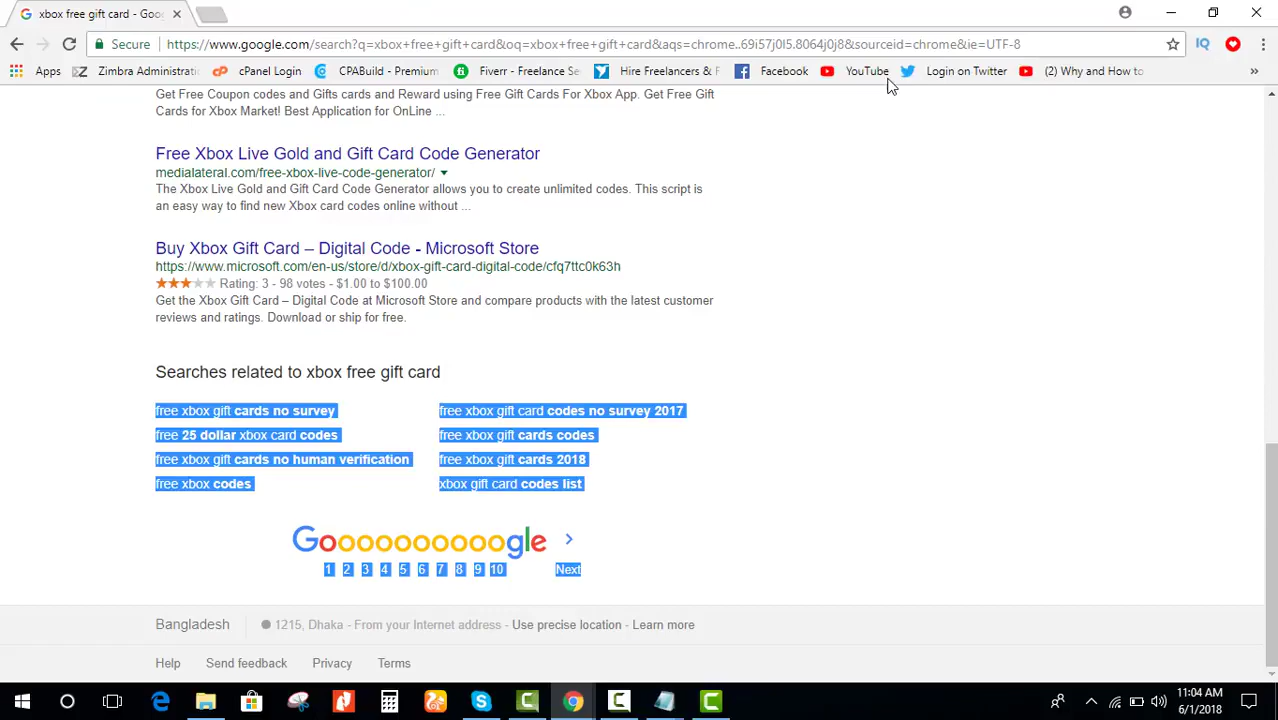 xbox free gift card - Goo
Secure https://www.google.com/search?q=xbox+free+gift+card&oq=xbox+free+gift+card&aqs=chrome..69i57j0l5.8064j0j8&sourceid=chrome&ie=UTF-8
Apps Zimbra Administratio cPanel Login CPABuild - Premium Fiverr - Freelance Se Hire Freelancers & F Facebook YouTube Login on Twitter (2) Why and How to
Get Free Coupon codes and Gifts cards and Reward using Free Gift Cards For Xbox App. Get Free Gift
Cards for Xbox Market! Best Application for OnLine ...
Free Xbox Live Gold and Gift Card Code Generator
medialateral.com/free-xbox-live-code-generator/
The Xbox Live Gold and Gift Card Code Generator allows you to create unlimited codes. This script is
an easy way to find new Xbox card codes online without ...
Buy Xbox Gift Card – Digital Code - Microsoft Store
https://www.microsoft.com/en-us/store/d/xbox-gift-card-digital-code/cfq7ttc0k63h
Rating: 3 - 98 votes - $1.00 to $100.00
Get the Xbox Gift Card – Digital Code at Microsoft Store and compare products with the latest customer
reviews and ratings. Download or ship for free.
Searches related to xbox free gift card
free xbox gift cards no survey free xbox gift card codes no survey 2017
free 25 dollar xbox card codes free xbox gift cards codes
free xbox gift cards no human verification free xbox gift cards 2018
free xbox codes xbox gift card codes list
Goooooooooogle
1 2 3 4 5 6 7 8 9 10 Next
Bangladesh 1215, Dhaka - From your Internet address - Use precise location - Learn more
Help Send feedback Privacy Terms
11:04 AM
6/1/2018